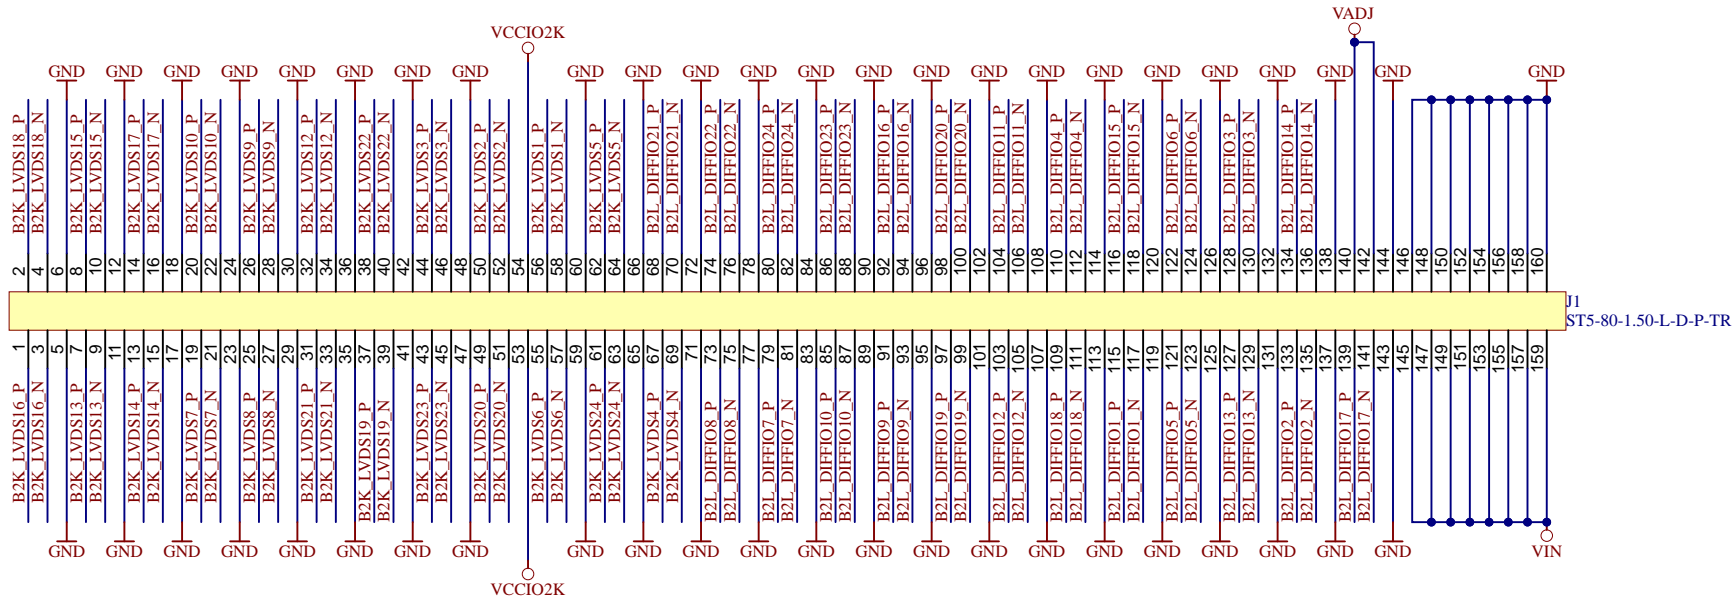 VADJ
VCCIO2K
GND GND GND GND GND GND GND GND GND GND GND GND GND GND GND GND GND GND GND GND GND GND GND GND
B2K_LVDS18_P
B2K_LVDS18_N
B2K_LVDS15_P
B2K_LVDS15_N
B2K_LVDS17_P
B2K_LVDS17_N
B2K_LVDS10_P
B2K_LVDS10_N
B2K_LVDS9_P
B2K_LVDS9_N
B2K_LVDS12_P
B2K_LVDS12_N
B2K_LVDS22_P
B2K_LVDS22_N
B2K_LVDS3_P
B2K_LVDS3_N
B2K_LVDS2_P
B2K_LVDS2_N
B2K_LVDS1_P
B2K_LVDS1_N
B2K_LVDS5_P
B2K_LVDS5_N
B2L_DIFFIO21_P
B2L_DIFFIO21_N
B2L_DIFFIO22_P
B2L_DIFFIO22_N
B2L_DIFFIO24_P
B2L_DIFFIO24_N
B2L_DIFFIO23_P
B2L_DIFFIO23_N
B2L_DIFFIO16_P
B2L_DIFFIO16_N
B2L_DIFFIO20_P
B2L_DIFFIO20_N
B2L_DIFFIO11_P
B2L_DIFFIO11_N
B2L_DIFFIO4_P
B2L_DIFFIO4_N
B2L_DIFFIO15_P
B2L_DIFFIO15_N
B2L_DIFFIO6_P
B2L_DIFFIO6_N
B2L_DIFFIO3_P
B2L_DIFFIO3_N
B2L_DIFFIO14_P
B2L_DIFFIO14_N
2 4 6 8 10 12 14 16 18 20 22 24 26 28 30 32 34 36 38 40 42 44 46 48 50 52 54 56 58 60 62 64 66 68 70 72 74 76 78 80 82 84 86 88 90 92 94 96 98 100 102 104 106 108 110 112 114 116 118 120 122 124 126 128 130 132 134 136 138 140 142 144 146 148 150 152 154 156 158 160
J1
ST5-80-1.50-L-D-P-TR
1 3 5 7 9 11 13 15 17 19 21 23 25 27 29 31 33 35 37 39 41 43 45 47 49 51 53 55 57 59 61 63 65 67 69 71 73 75 77 79 81 83 85 87 89 91 93 95 97 99 101 103 105 107 109 111 113 115 117 119 121 123 125 127 129 131 133 135 137 139 141 143 145 147 149 151 153 155 157 159
B2K_LVDS16_P
B2K_LVDS16_N
B2K_LVDS13_P
B2K_LVDS13_N
B2K_LVDS14_P
B2K_LVDS14_N
B2K_LVDS7_P
B2K_LVDS7_N
B2K_LVDS8_P
B2K_LVDS8_N
B2K_LVDS21_P
B2K_LVDS21_N
B2K_LVDS19_P
B2K_LVDS19_N
B2K_LVDS23_P
B2K_LVDS23_N
B2K_LVDS20_P
B2K_LVDS20_N
B2K_LVDS6_P
B2K_LVDS6_N
B2K_LVDS24_P
B2K_LVDS24_N
B2K_LVDS4_P
B2K_LVDS4_N
B2L_DIFFIO8_P
B2L_DIFFIO8_N
B2L_DIFFIO7_P
B2L_DIFFIO7_N
B2L_DIFFIO10_P
B2L_DIFFIO10_N
B2L_DIFFIO9_P
B2L_DIFFIO9_N
B2L_DIFFIO19_P
B2L_DIFFIO19_N
B2L_DIFFIO12_P
B2L_DIFFIO12_N
B2L_DIFFIO18_P
B2L_DIFFIO18_N
B2L_DIFFIO1_P
B2L_DIFFIO1_N
B2L_DIFFIO5_P
B2L_DIFFIO5_N
B2L_DIFFIO13_P
B2L_DIFFIO13_N
B2L_DIFFIO2_P
B2L_DIFFIO2_N
B2L_DIFFIO17_P
B2L_DIFFIO17_N
GND GND GND GND GND GND GND GND GND GND GND GND GND GND GND GND GND GND GND GND GND GND GND VIN
VCCIO2K